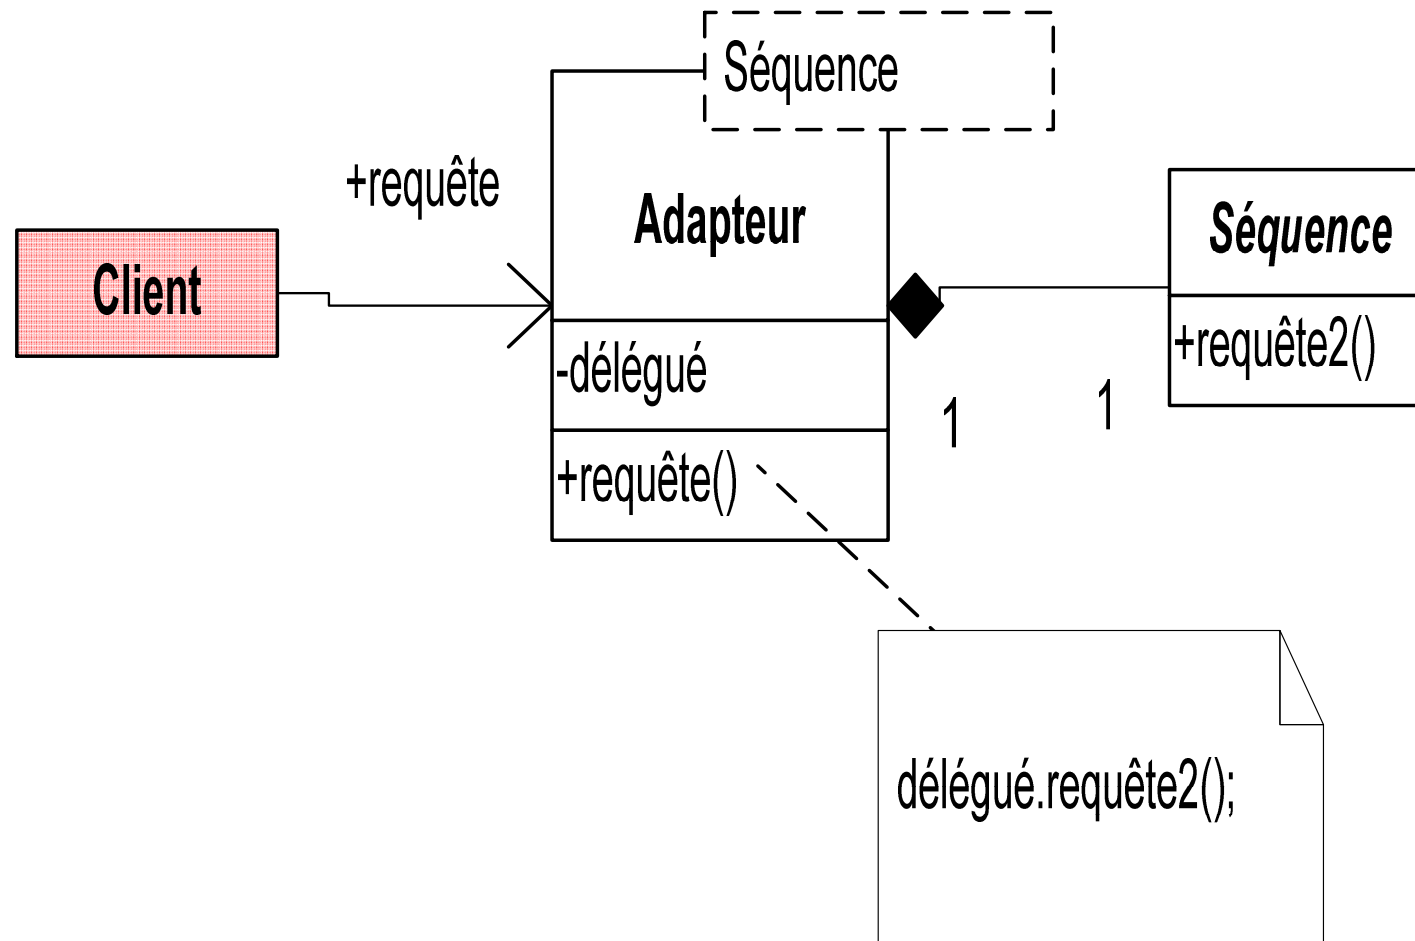 Séquence
+requête
Client
Adapteur
-délégué
+requête()
1
1
Séquence
+requête2()
délégué.requête2();